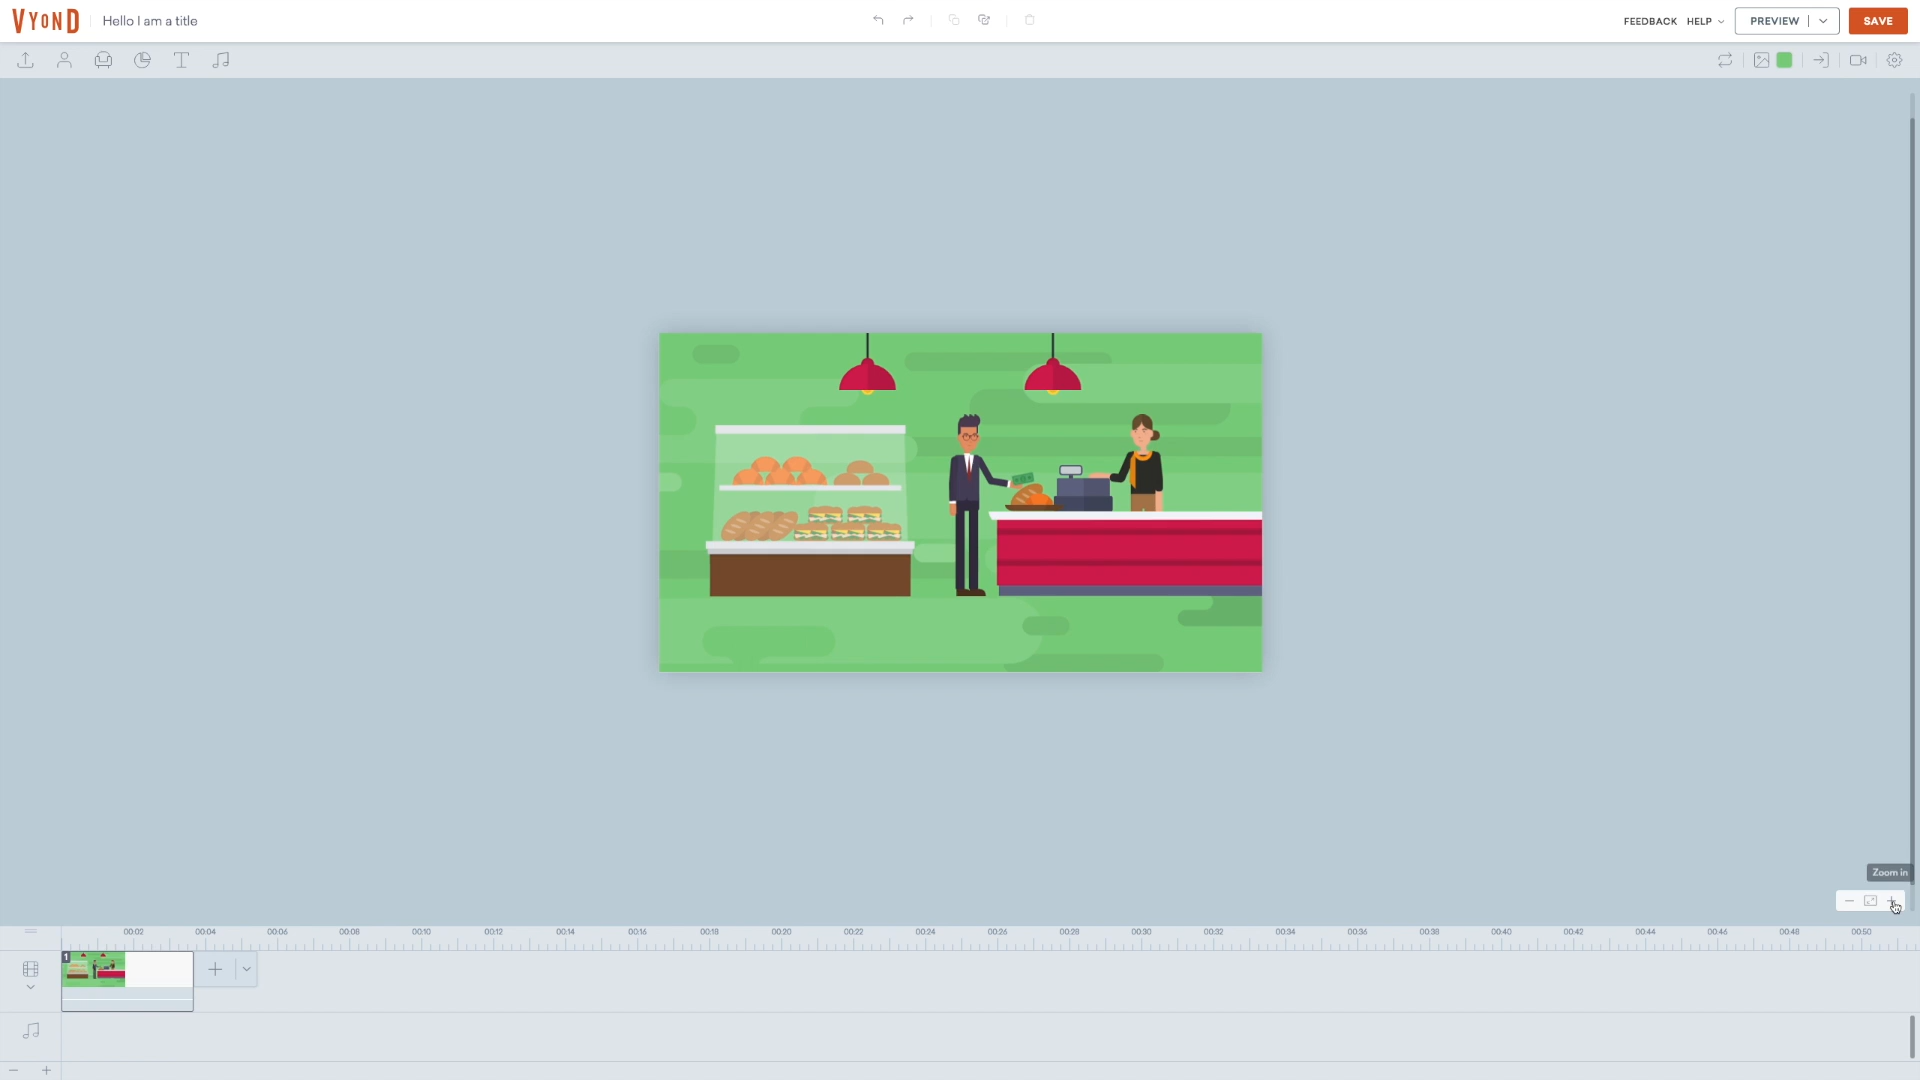 VYOND
Hello I am a title
FEEDBACK
HELP
PREVIEW
SAVE
Zoom in
00:02 00:04 00:06 00:08 00:10 00:12 00:14 00:16 00:18 00:20 00:22 00:24 00:26 00:28 00:30 00:32 00:34 00:36 00:38 00:40 00:42 00:44 00:46 00:48 00:50
1